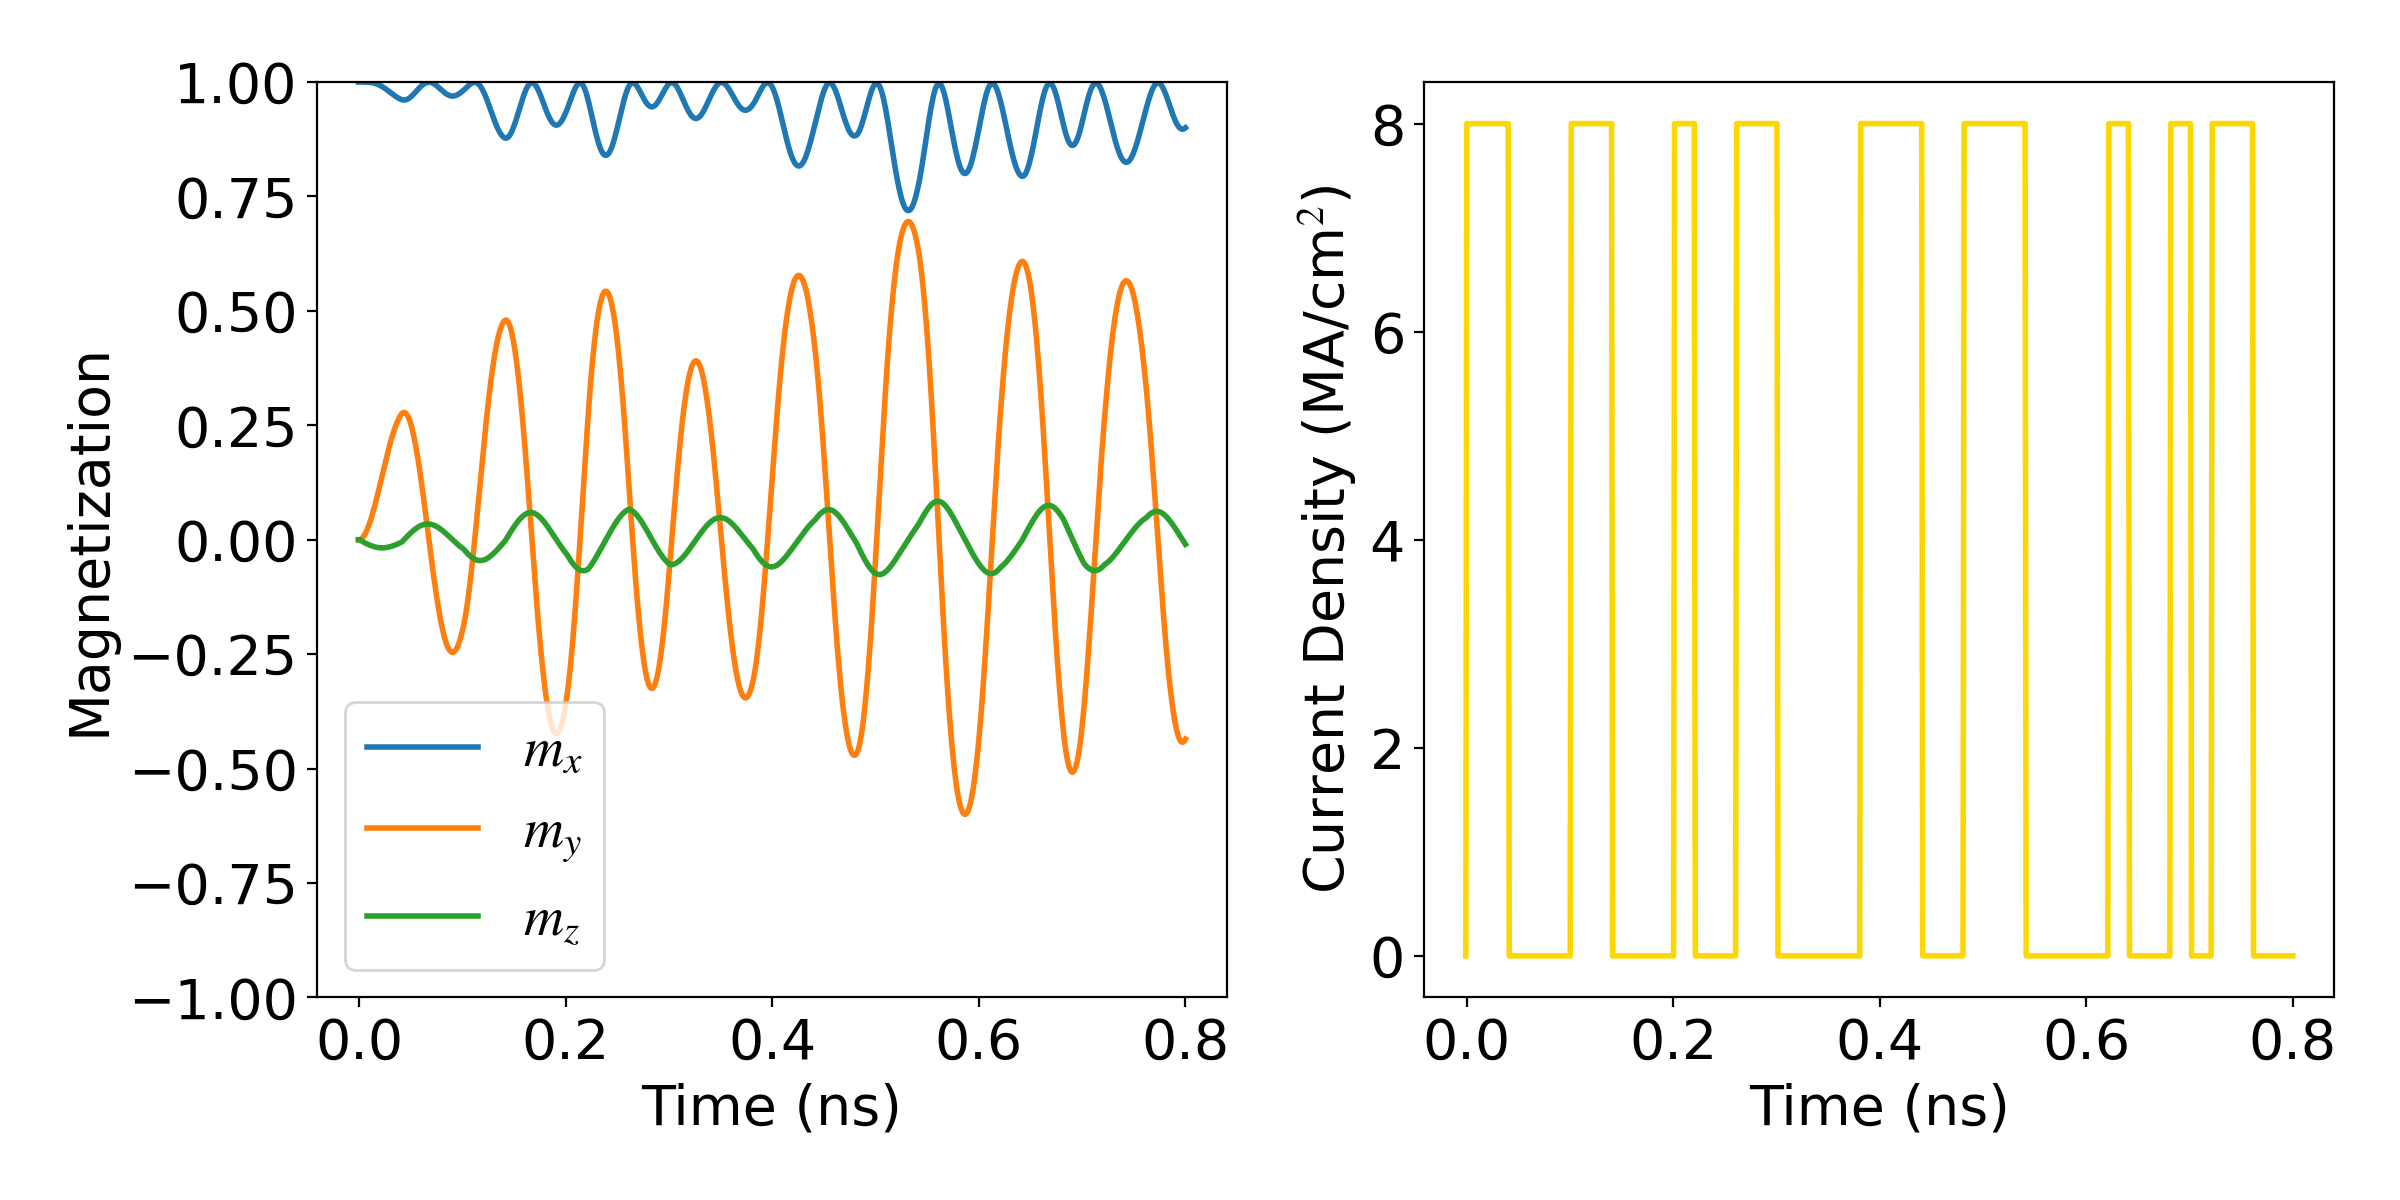 Magnetization
1.00
0.75
0.50
0.25
0.00
−0.25
−0.50
−0.75
−1.00
m_x
m_y
m_z
0.0 0.2 0.4 0.6 0.8
Time (ns)
Current Density (MA/cm²)
8
6
4
2
0
0.0 0.2 0.4 0.6 0.8
Time (ns)